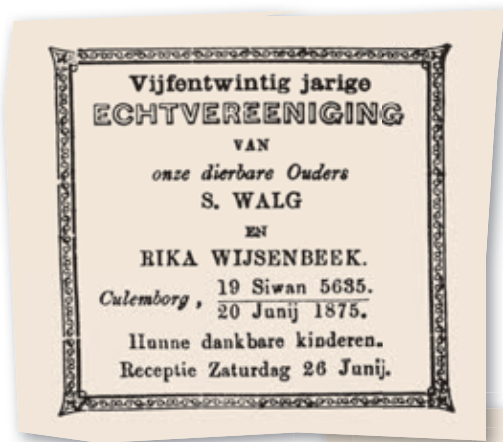 Vijfentwintig jarige
ECHTVEREENIGING
VAN
onze dierbare Ouders
S. WALG
EN
RIKA WIJSENBEEK.
Culemborg, 19 Siwan 5635.
20 Junij 1875.
Hunne dankbare kinderen.
Receptie Zaturdag 26 Junij.